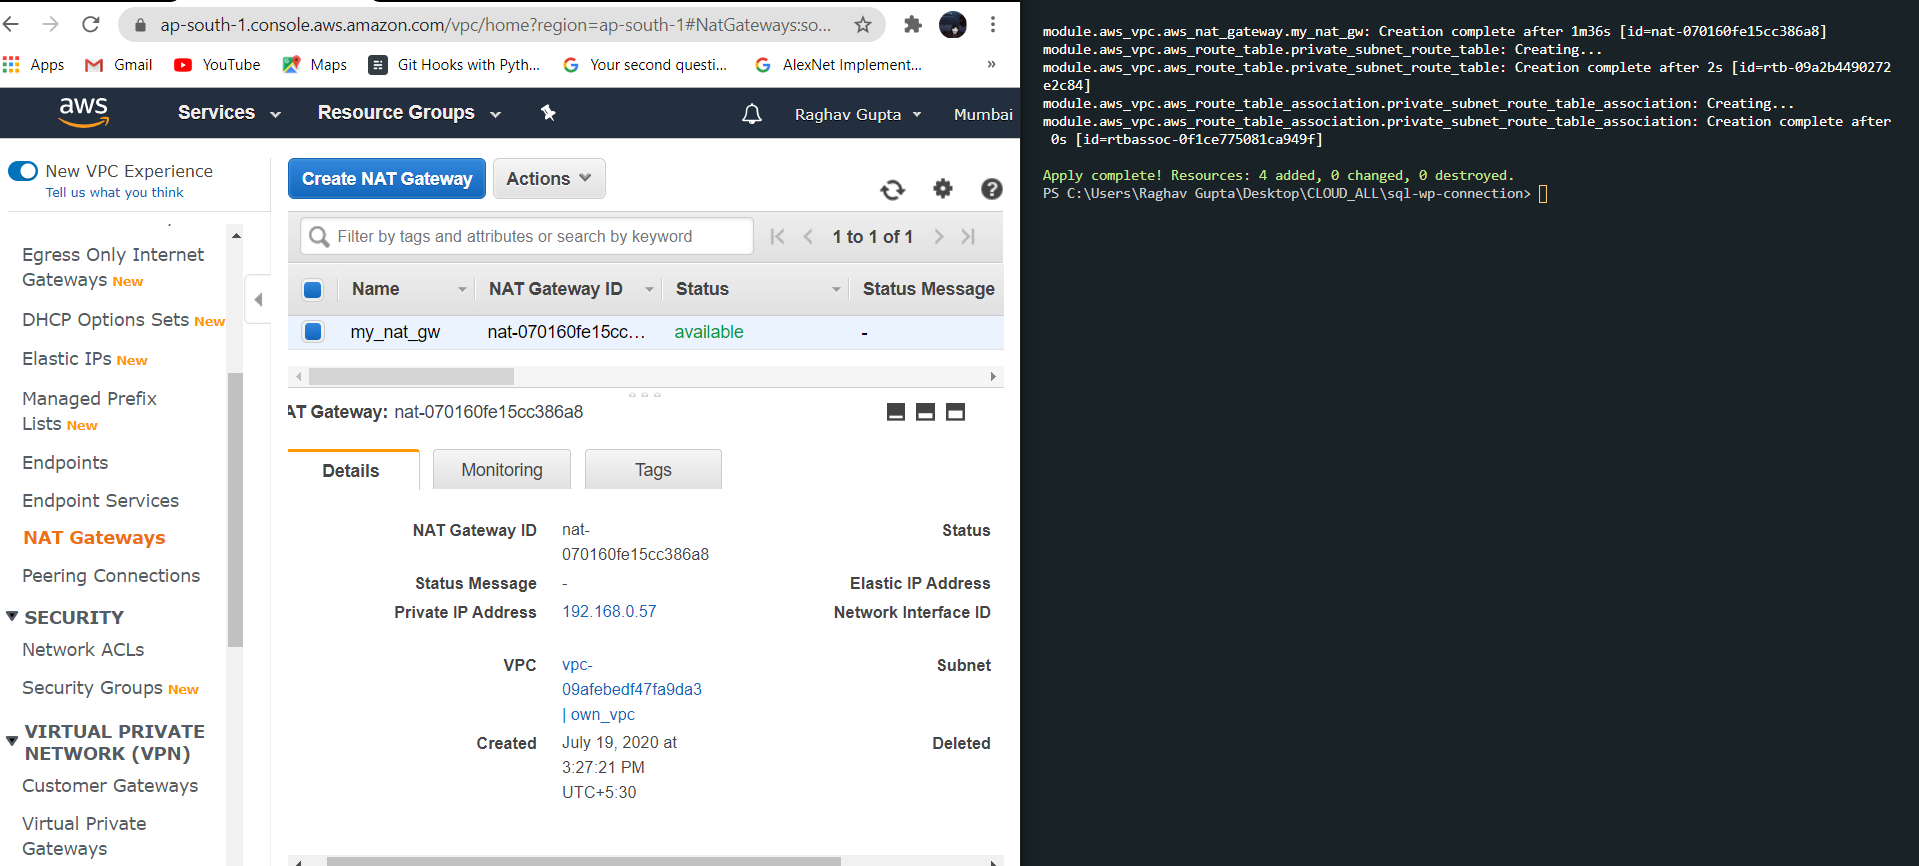 ap-south-1.console.aws.amazon.com/vpc/home?region=ap-south-1#NatGateways:so...
Apps
Gmail
YouTube
Maps
Git Hooks with Pyth...
Your second questi...
AlexNet Implement...
»
aws
Services
Resource Groups
Raghav Gupta
Mumbai
New VPC Experience
Tell us what you think
Egress Only Internet
Gateways New
DHCP Options Sets New
Elastic IPs New
Managed Prefix
Lists New
Endpoints
Endpoint Services
NAT Gateways
Peering Connections
SECURITY
Network ACLs
Security Groups New
VIRTUAL PRIVATE
NETWORK (VPN)
Customer Gateways
Virtual Private
Gateways
Create NAT Gateway
Actions
Filter by tags and attributes or search by keyword
1 to 1 of 1
Name NAT Gateway ID Status Status Message
my_nat_gw nat-070160fe15cc... available -
AT Gateway: nat-070160fe15cc386a8
Details
Monitoring
Tags
NAT Gateway ID nat- Status
070160fe15cc386a8
Status Message - Elastic IP Address
Private IP Address 192.168.0.57 Network Interface ID
VPC vpc- Subnet
09afebedf47fa9da3
| own_vpc
Created July 19, 2020 at Deleted
3:27:21 PM
UTC+5:30
module.aws_vpc.aws_nat_gateway.my_nat_gw: Creation complete after 1m36s [id=nat-070160fe15cc386a8]
module.aws_vpc.aws_route_table.private_subnet_route_table: Creating...
module.aws_vpc.aws_route_table.private_subnet_route_table: Creation complete after 2s [id=rtb-09a2b4490272
e2c84]
module.aws_vpc.aws_route_table_association.private_subnet_route_table_association: Creating...
module.aws_vpc.aws_route_table_association.private_subnet_route_table_association: Creation complete after
0s [id=rtbassoc-0f1ce775081ca949f]
Apply complete! Resources: 4 added, 0 changed, 0 destroyed.
PS C:\Users\Raghav Gupta\Desktop\CLOUD_ALL\sql-wp-connection>